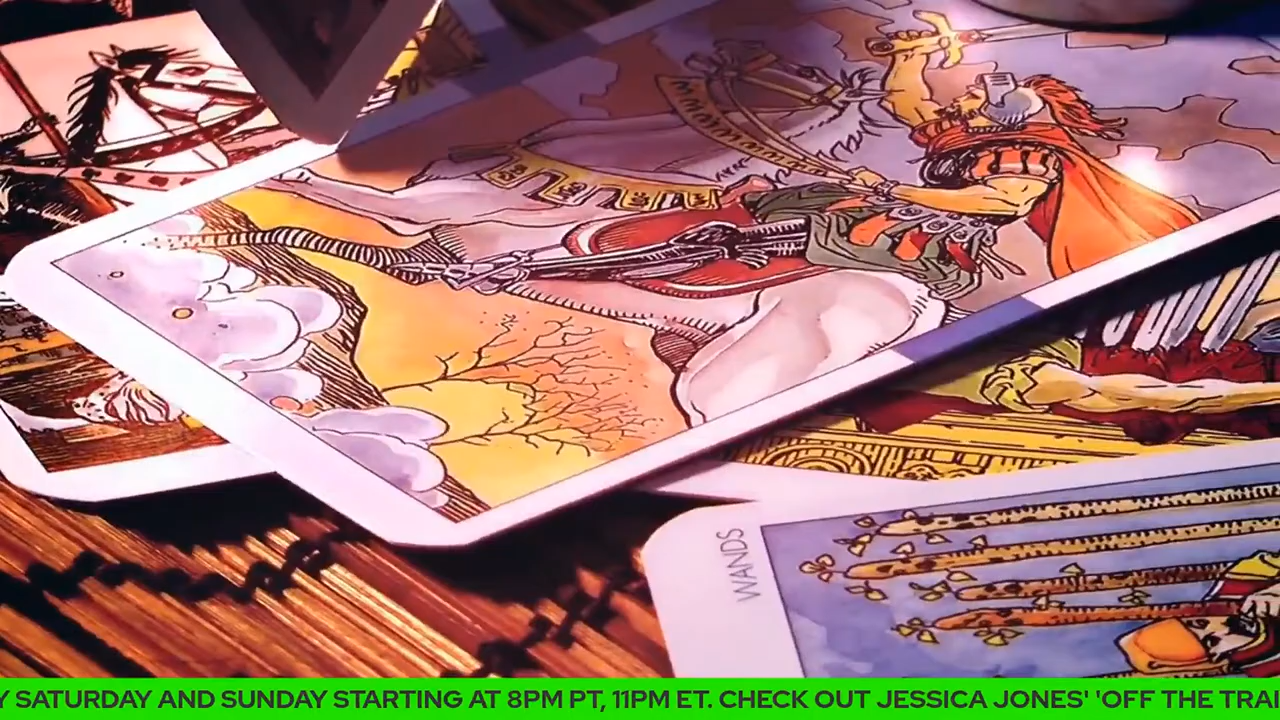 WANDS
Y SATURDAY AND SUNDAY STARTING AT 8PM PT, 11PM ET. CHECK OUT JESSICA JONES' 'OFF THE TRAI